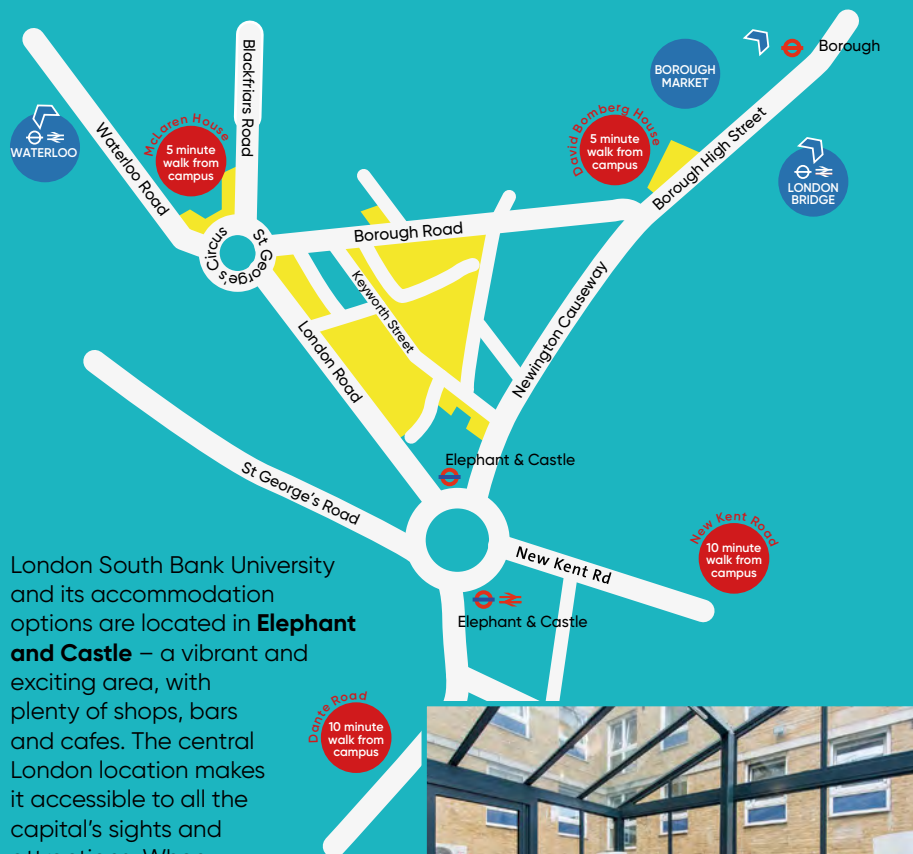 Blackfriars Road
Borough
BOROUGH
MARKET
McLaren House
5 minute
walk from
campus
David Bomberg House
5 minute
walk from
campus
WATERLOO
Waterloo Road
Borough High Street
LONDON
BRIDGE
St George's Circus
Borough Road
Keyworth Street
London Road
Newington Causeway
Elephant & Castle
St George's Road
New Kent Road
10 minute
walk from
campus
New Kent Rd
Elephant & Castle
Dante Road
10 minute
walk from
campus
London South Bank University
and its accommodation
options are located in Elephant
and Castle – a vibrant and
exciting area, with
plenty of shops, bars
and cafes. The central
London location makes
it accessible to all the
capital's sights and